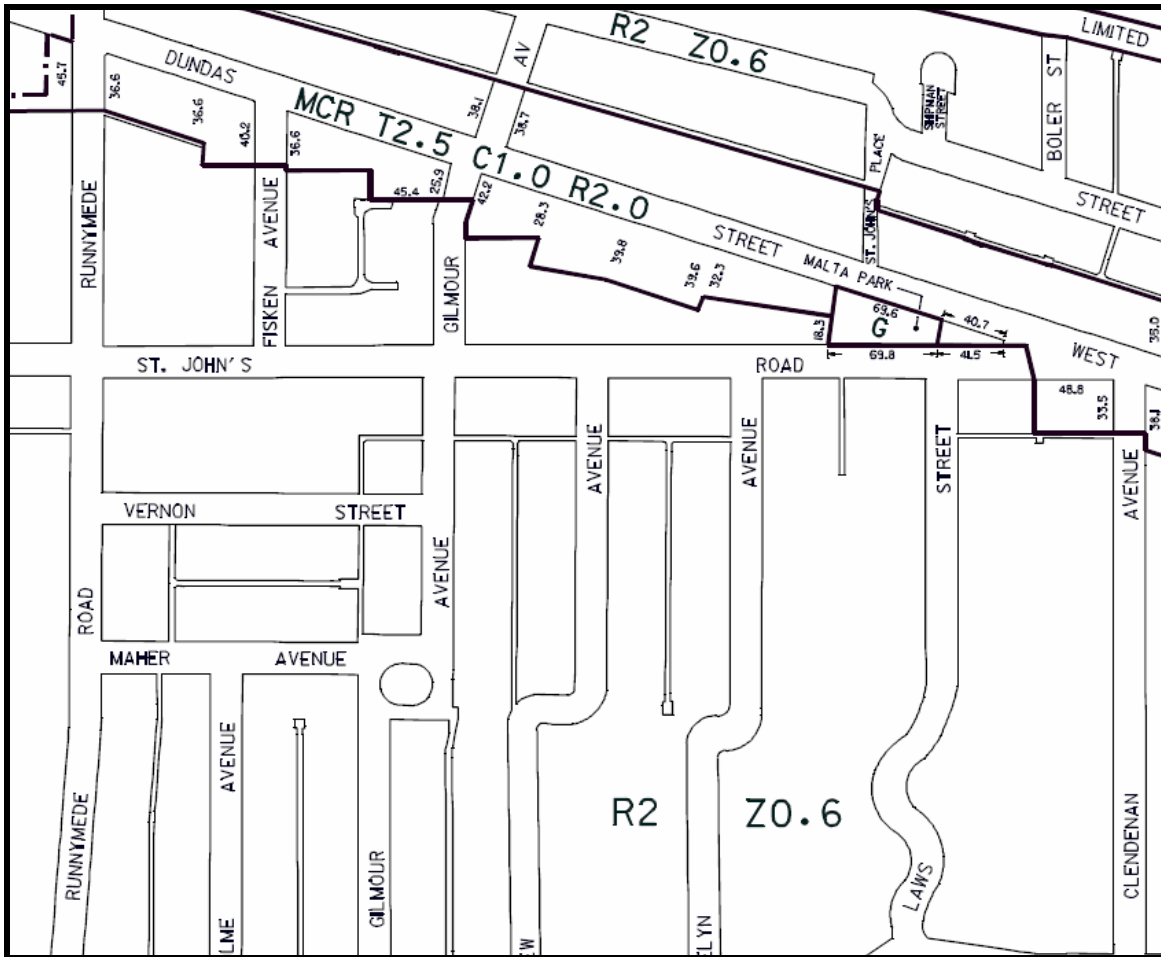 R2 Z0.6
LIMITED
DUNDAS
AV
BOLER ST
SHIPMAN STREET
45.7
36.6
36.6
40.2
36.6
38.1
38.7
MCR T2.5 C1.0 R2.0
PLACE
STREET
45.4
25.9
42.2
28.3
39.8
39.6
32.3
STREET
ST. JOHN'S
MALTA PARK
69.6
G
18.3
40.7
69.8
41.5
WEST
RUNNYMEDE
FISKEN AVENUE
GILMOUR
ST. JOHN'S
ROAD
48.8
33.5
38.1
AVENUE
AVENUE
STREET
AVENUE
VERNON
STREET
AVENUE
ROAD
MAHER
AVENUE
AVENUE
RUNNYMEDE
GILMOUR
R2 Z0.6
LAWS
CLENDENAN
LME
EW
ELYN